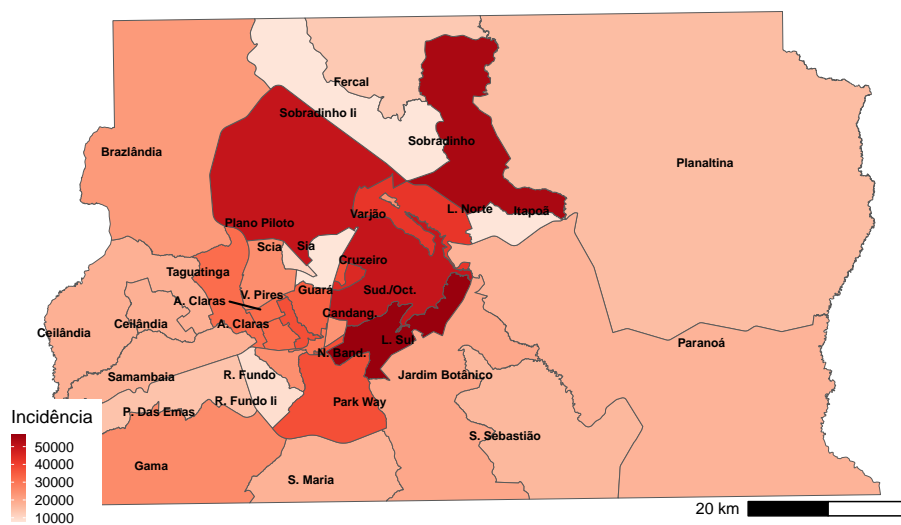 Fercal
Sobradinho Ii
Sobradinho
Brazlândia
Planaltina
L. Norte
Itapoã
Varjão
Plano Piloto
Scia
Sia
Cruzeiro
Taguatinga
V. Pires
Guará
Sud./Oct.
A. Claras
Candang.
Ceilândia
A. Claras
Ceilândia
L. Sul
Paranoá
N. Band.
R. Fundo
Jardim Botânico
Samambaia
R. Fundo Ii
Park Way
P. Das Emas
S. Sebastião
Gama
S. Maria
Incidência
50000
40000
30000
20000
10000
20 km